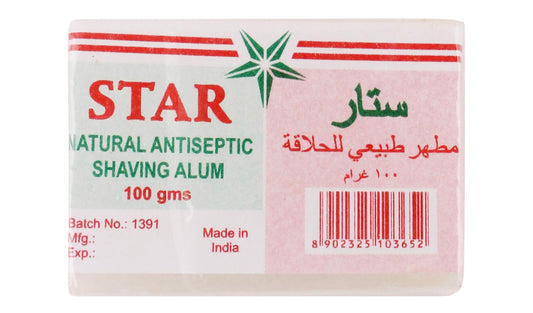 STAR
NATURAL ANTISEPTIC
SHAVING ALUM
100 gms
Batch No.: 1391
Mfg.:
Exp.:
Made in
India
ستار
مطهر طبيعي للحلاقة
١٠٠ غرام
8 902325 103652